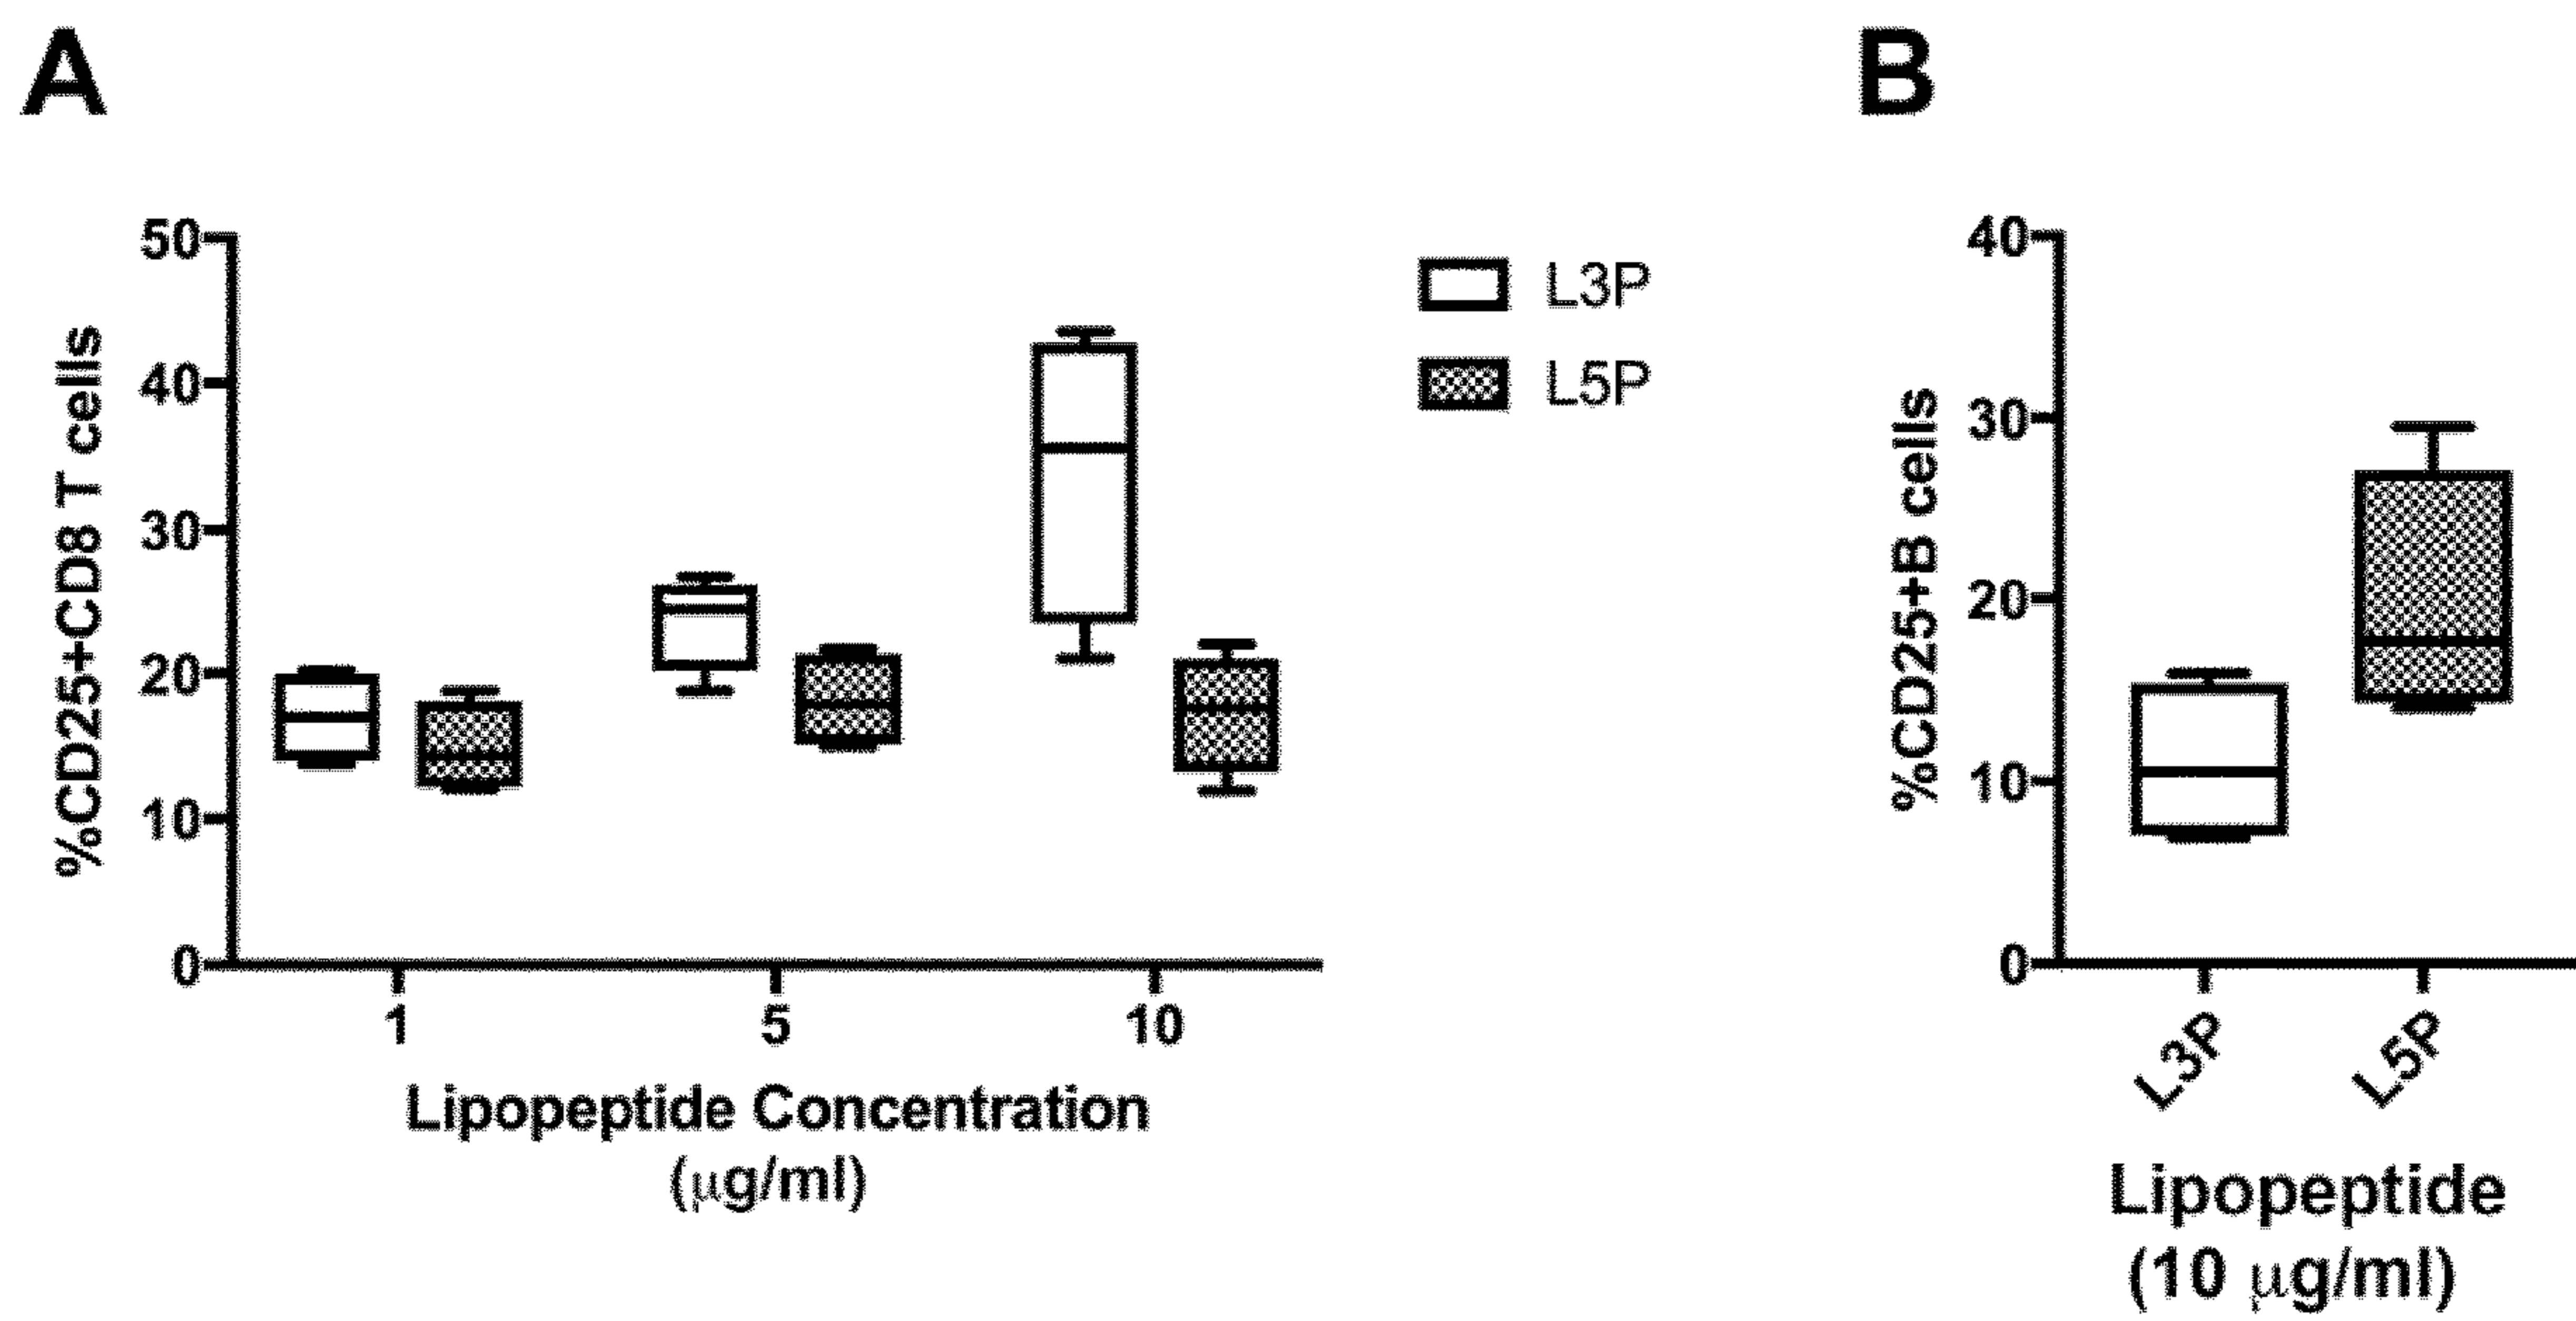 A
50
40
30
20
10
0
%CD25+CD8 T cells
1
5
10
Lipopeptide Concentration
(μg/ml)
L3P
L5P
B
40
30
20
10
0
%CD25+B cells
L3P
L5P
Lipopeptide
(10 μg/ml)